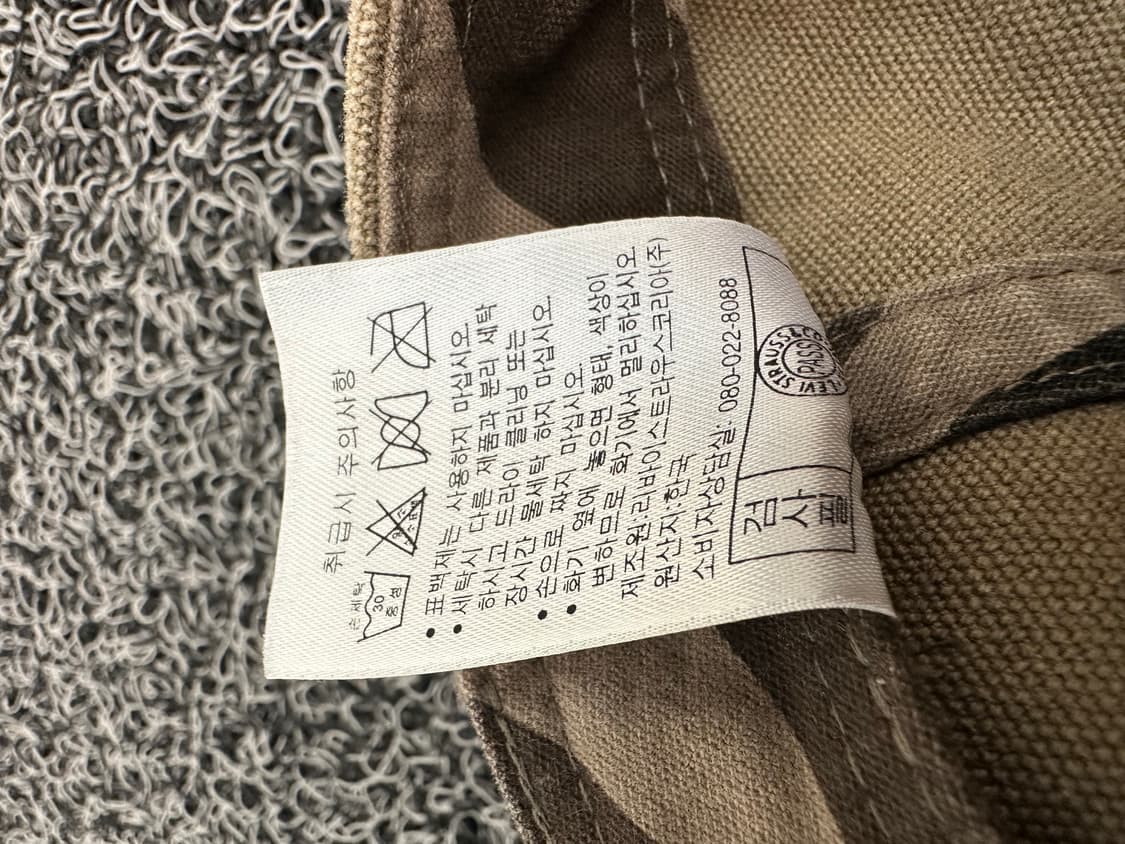 취급시 주의사항
손세탁
30
중성
염소표백
• 표백제는 사용하지 마십시오
• 세탁시 다른 제품과 분리 세탁
하시고 드라이 클리닝 또는
장시간 물세탁 하지 마십시오
• 손으로 짜지 마십시오
• 화기 옆에 놓으면 형태, 색상이
변하므로 화기에서 멀리하십시오
제조원:리바이스트라우스코리아(주)
원산지:한국
소비자상담실: 080-022-8088
검
사
필
LEVI STRAUSS & CO
PASSED